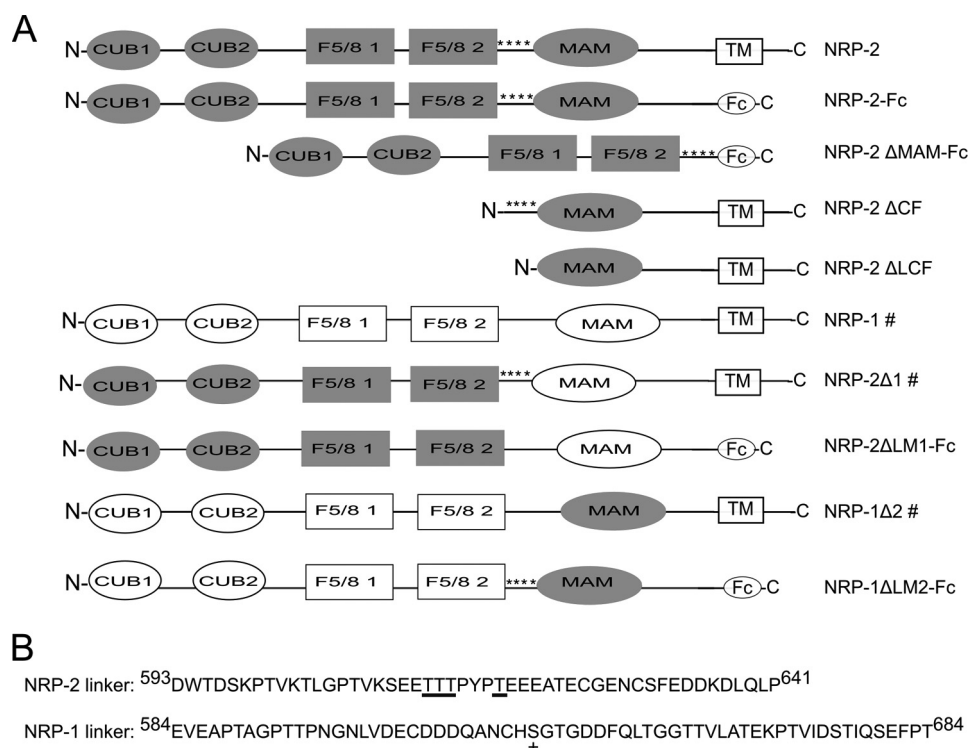 A
N- CUB1 CUB2 F5/8 1 F5/8 2 **** MAM TM C NRP-2
N- CUB1 CUB2 F5/8 1 F5/8 2 **** MAM Fc -C NRP-2-Fc
N- CUB1 CUB2 F5/8 1 F5/8 2 **** Fc -C NRP-2 ΔMAM-Fc
N- **** MAM TM -C NRP-2 ΔCF
N- MAM TM -C NRP-2 ΔLCF
N- CUB1 CUB2 F5/8 1 F5/8 2 MAM TM -C NRP-1 #
N- CUB1 CUB2 F5/8 1 F5/8 2 **** MAM TM C NRP-2Δ1 #
N- CUB1 CUB2 F5/8 1 F5/8 2 MAM Fc -C NRP-2ΔLM1-Fc
N- CUB1 CUB2 F5/8 1 F5/8 2 MAM TM -C NRP-1Δ2 #
N- CUB1 CUB2 F5/8 1 F5/8 2 **** MAM Fc -C NRP-1ΔLM2-Fc
B
NRP-2 linker: 593DWTDSKPTVKTLGPTVKSEETTTPYPTEEEATECGENCSFEDDKDLQLP641
NRP-1 linker: 584EVEAPTAGPTTPNGNLVDECDDDQANCHSGTGDDFQLTGGTTVLATEKPTVIDSTIQSEFPT684
+